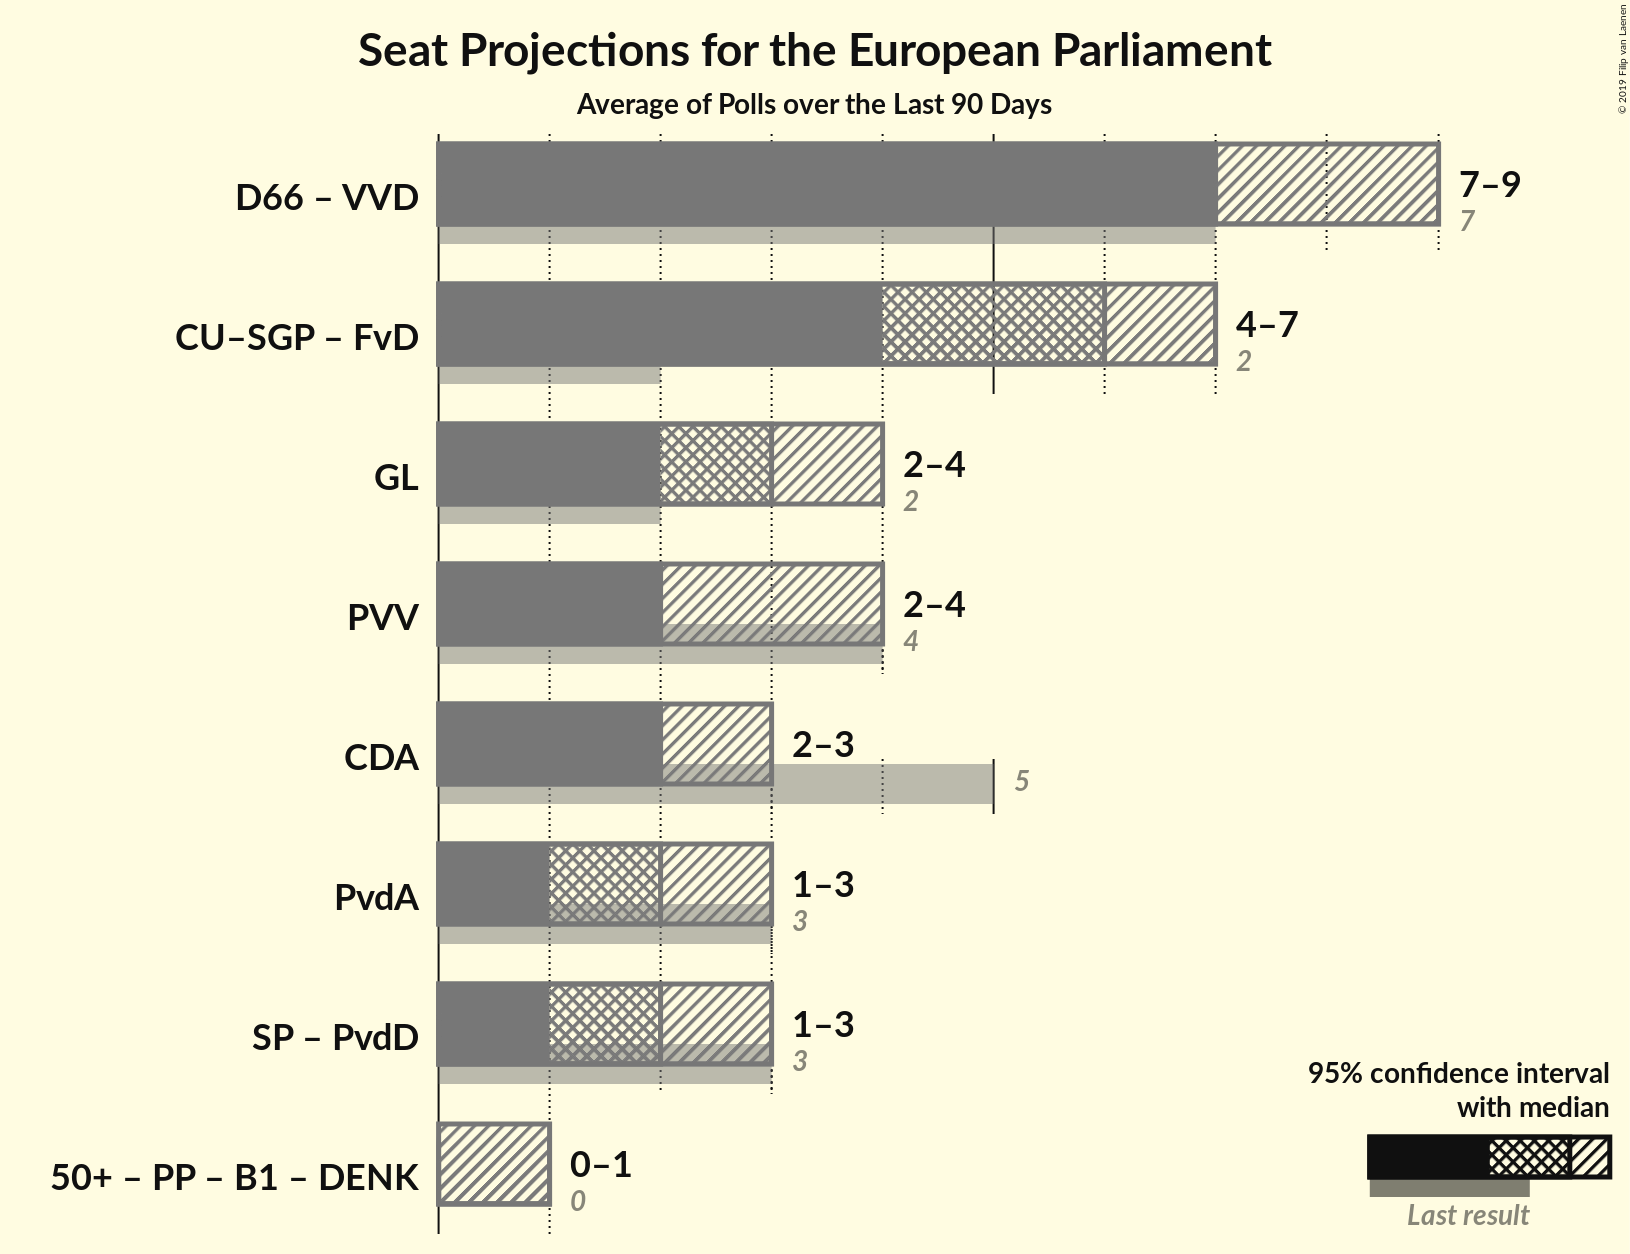 Seat Projections for the European Parliament
Average of Polls over the Last 90 Days
© 2019 Filip van Laenen
D66 – VVD
7–9
7
CU–SGP – FvD
4–7
2
GL
2–4
2
PVV
2–4
4
CDA
2–3
5
PvdA
1–3
3
SP – PvdD
1–3
3
50+ – PP – B1 – DENK
0–1
0
95% confidence interval
with median
Last result